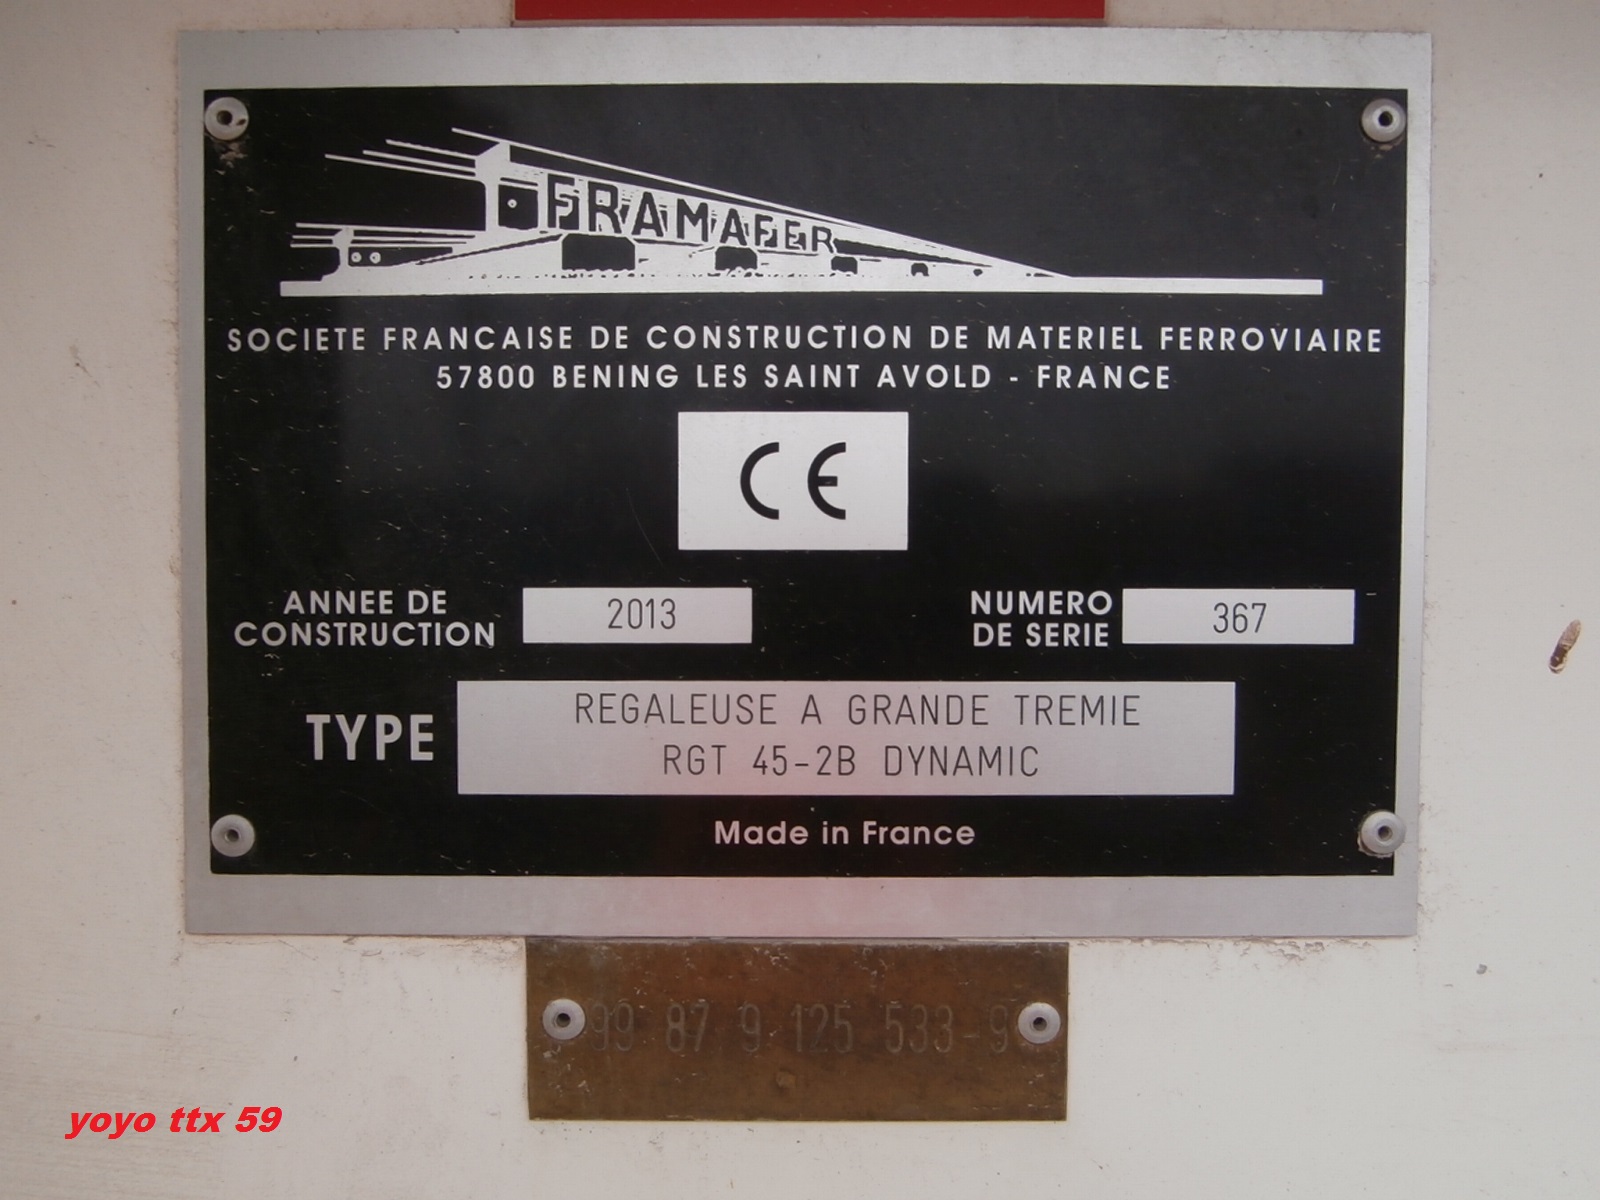 FRAMAFER
SOCIETE FRANCAISE DE CONSTRUCTION DE MATERIEL FERROVIAIRE
57800 BENING LES SAINT AVOLD - FRANCE
CE
ANNEE DE
CONSTRUCTION
2013
NUMERO
DE SERIE
367
TYPE
REGALEUSE A GRANDE TREMIE
RGT 45-2B DYNAMIC
Made in France
99 87 9 125 533-9
yoyo ttx 59